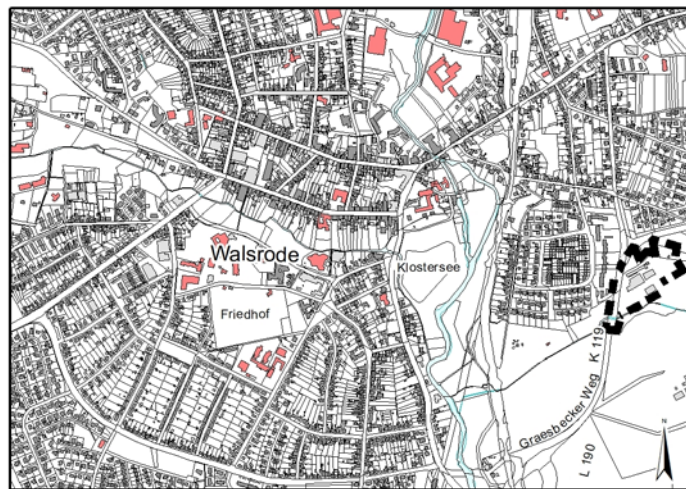 Walsrode
Klostersee
Friedhof
K 119
Graesbecker Weg
L 190
N